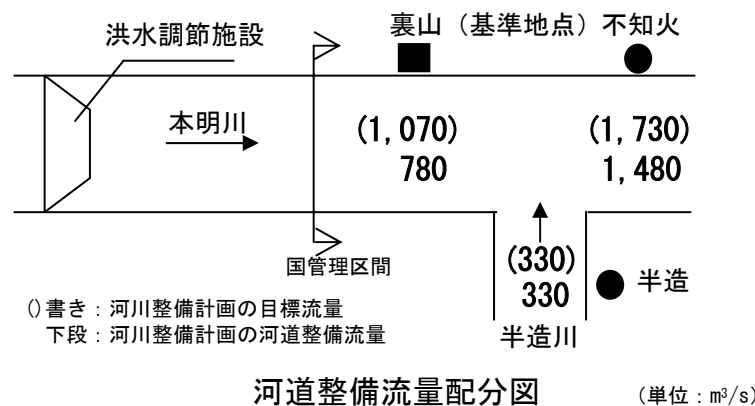 洪水調節施設
裏山（基準地点）不知火
本明川
(1,070)
780
(1,730)
1,480
国管理区間
(330)
330
半造
半造川
()書き：河川整備計画の目標流量
下段：河川整備計画の河道整備流量
河道整備流量配分図
（単位：m³/s）